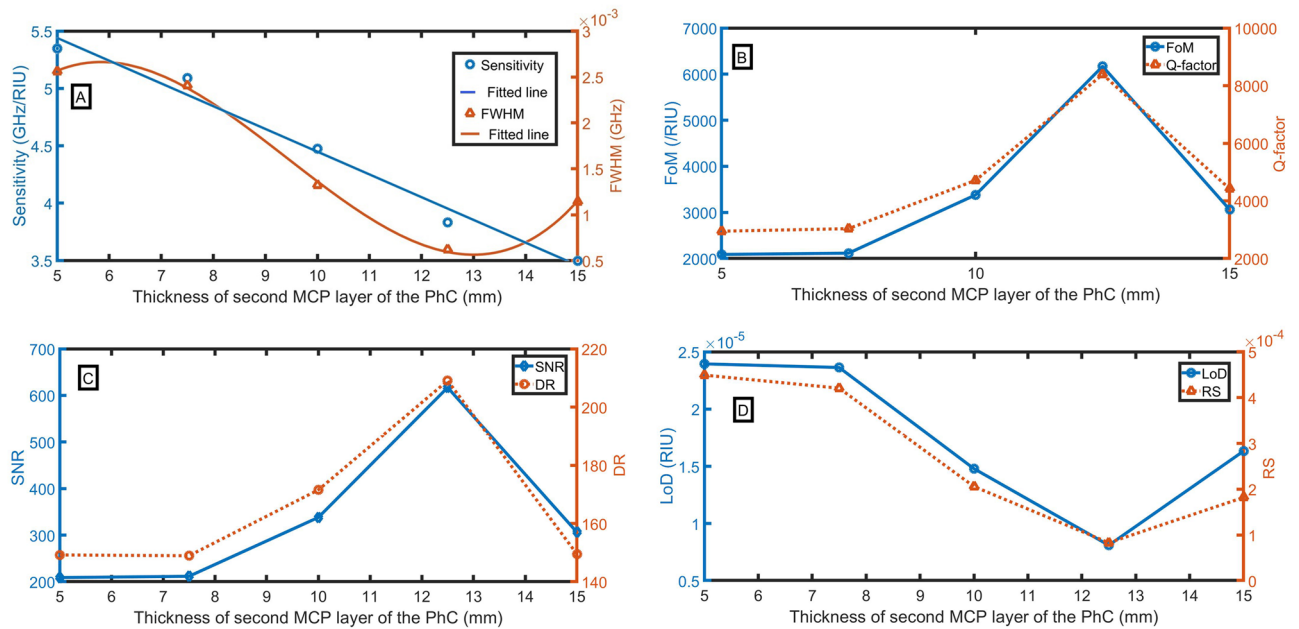 ×10⁻³
5.5
5
4.5
4
3.5
Sensitivity (GHz/RIU)
A
Sensitivity
Fitted line
FWHM
Fitted line
3
2.5
2
1.5
1
0.5
FWHM (GHz)
5 6 7 8 9 10 11 12 13 14 15
Thickness of second MCP layer of the PhC (mm)
7000
6000
5000
4000
3000
2000
FoM (/RIU)
B
FoM
Q-factor
10000
8000
6000
4000
2000
Q-factor
5 10 15
Thickness of second MCP layer of the PhC (mm)
700
600
500
400
300
200
SNR
C
SNR
DR
220
200
180
160
140
DR
5 6 7 8 9 10 11 12 13 14 15
Thickness of second MCP layer of the PhC (mm)
×10⁻⁵
×10⁻⁴
2.5
2
1.5
1
0.5
LoD (RIU)
D
LoD
RS
5
4
3
2
1
0
RS
5 6 7 8 9 10 11 12 13 14 15
Thickness of second MCP layer of the PhC (mm)